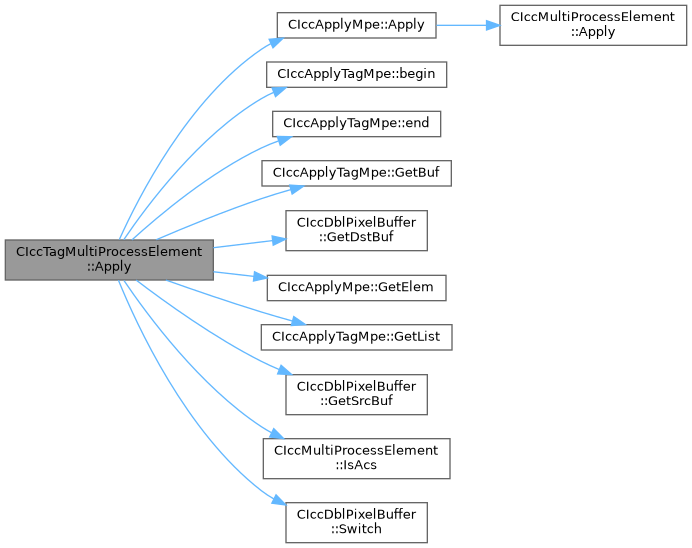 CIccTagMultiProcessElement
::Apply
CIccApplyMpe::Apply
CIccMultiProcessElement
::Apply
CIccApplyTagMpe::begin
CIccApplyTagMpe::end
CIccApplyTagMpe::GetBuf
CIccDblPixelBuffer
::GetDstBuf
CIccApplyMpe::GetElem
CIccApplyTagMpe::GetList
CIccDblPixelBuffer
::GetSrcBuf
CIccMultiProcessElement
::IsAcs
CIccDblPixelBuffer
::Switch